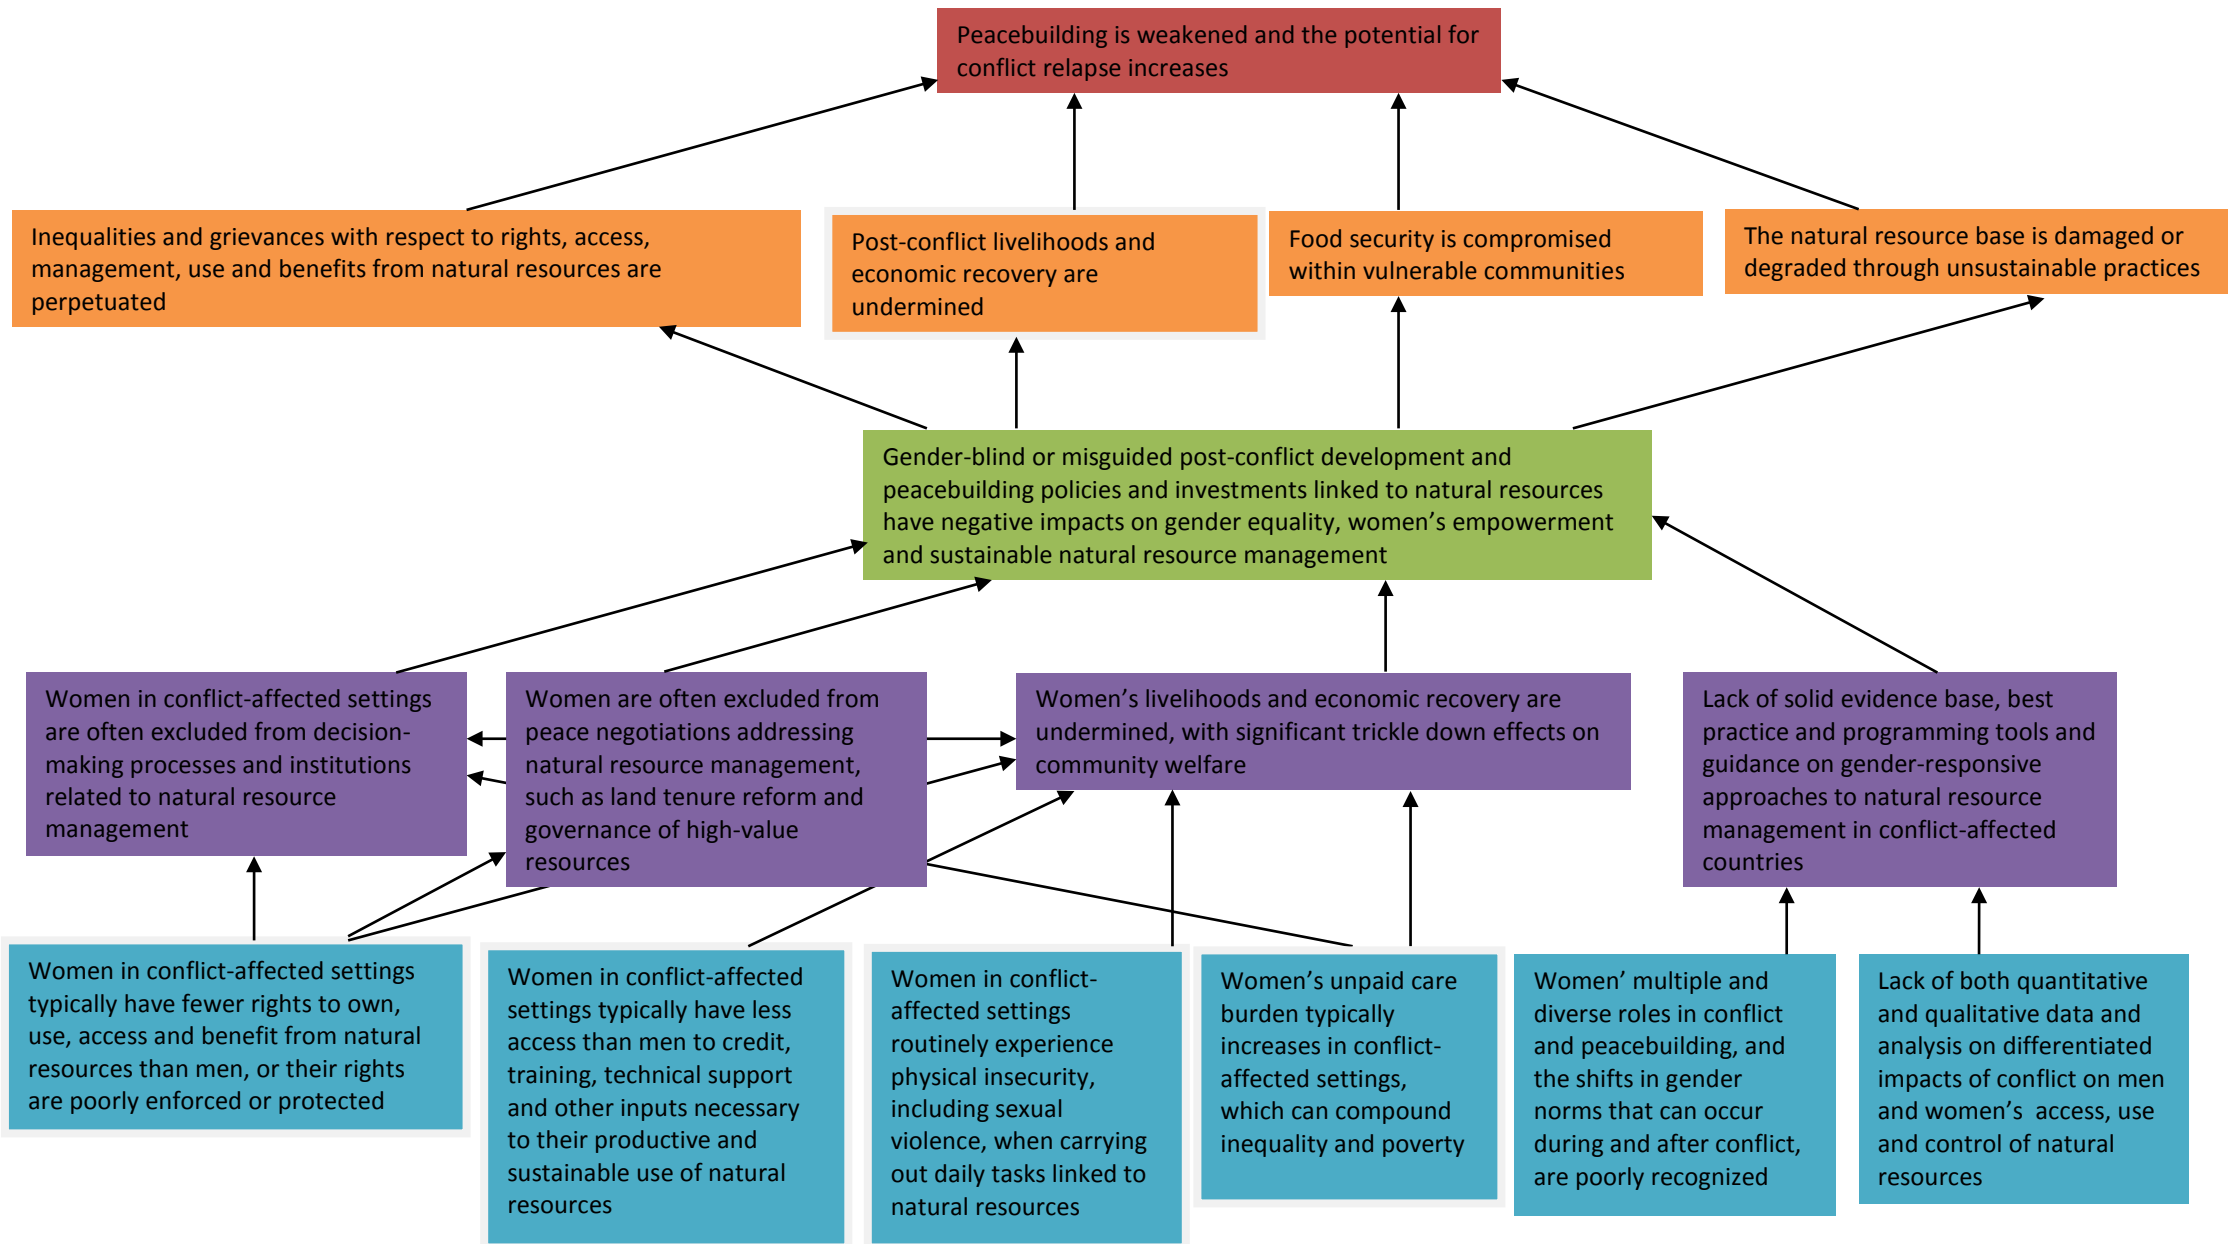 Peacebuilding is weakened and the potential for
conflict relapse increases
Inequalities and grievances with respect to rights, access,
management, use and benefits from natural resources are
perpetuated
Post-conflict livelihoods and
economic recovery are
undermined
Food security is compromised
within vulnerable communities
The natural resource base is damaged or
degraded through unsustainable practices
Gender-blind or misguided post-conflict development and
peacebuilding policies and investments linked to natural resources
have negative impacts on gender equality, women’s empowerment
and sustainable natural resource management
Women in conflict-affected settings
are often excluded from decision-
making processes and institutions
related to natural resource
management
Women are often excluded from
peace negotiations addressing
natural resource management,
such as land tenure reform and
governance of high-value
resources
Women’s livelihoods and economic recovery are
undermined, with significant trickle down effects on
community welfare
Lack of solid evidence base, best
practice and programming tools and
guidance on gender-responsive
approaches to natural resource
management in conflict-affected
countries
Women in conflict-affected settings
typically have fewer rights to own,
use, access and benefit from natural
resources than men, or their rights
are poorly enforced or protected
Women in conflict-affected
settings typically have less
access than men to credit,
training, technical support
and other inputs necessary
to their productive and
sustainable use of natural
resources
Women in conflict-
affected settings
routinely experience
physical insecurity,
including sexual
violence, when carrying
out daily tasks linked to
natural resources
Women’s unpaid care
burden typically
increases in conflict-
affected settings,
which can compound
inequality and poverty
Women’ multiple and
diverse roles in conflict
and peacebuilding, and
the shifts in gender
norms that can occur
during and after conflict,
are poorly recognized
Lack of both quantitative
and qualitative data and
analysis on differentiated
impacts of conflict on men
and women’s  access, use
and control of natural
resources